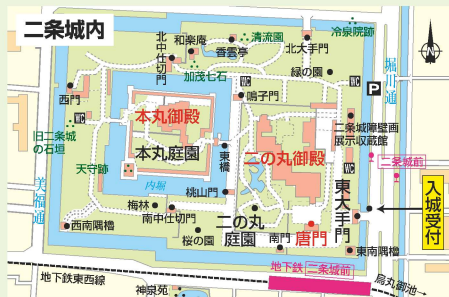 二条城内
冷泉院跡
北大手門
清流園
香雲亭
和楽庵
北中仕切門
加茂七石
緑の園
WC
堀川通
P
西門
WC
鳴子門
WC
旧二条城の石垣
本丸御殿
本丸庭園
二条城障壁画
展示収蔵館
二の丸御殿
東橋
二条城前
天守跡
内堀
桃山門
美福通
梅林
南中仕切門
西南隅櫓
桜の園
二の丸
庭園
WC
東大手門
入城受付
唐門
南門
東南隅櫓
地下鉄東西線
地下鉄 二条城前
烏丸御池→
神泉苑